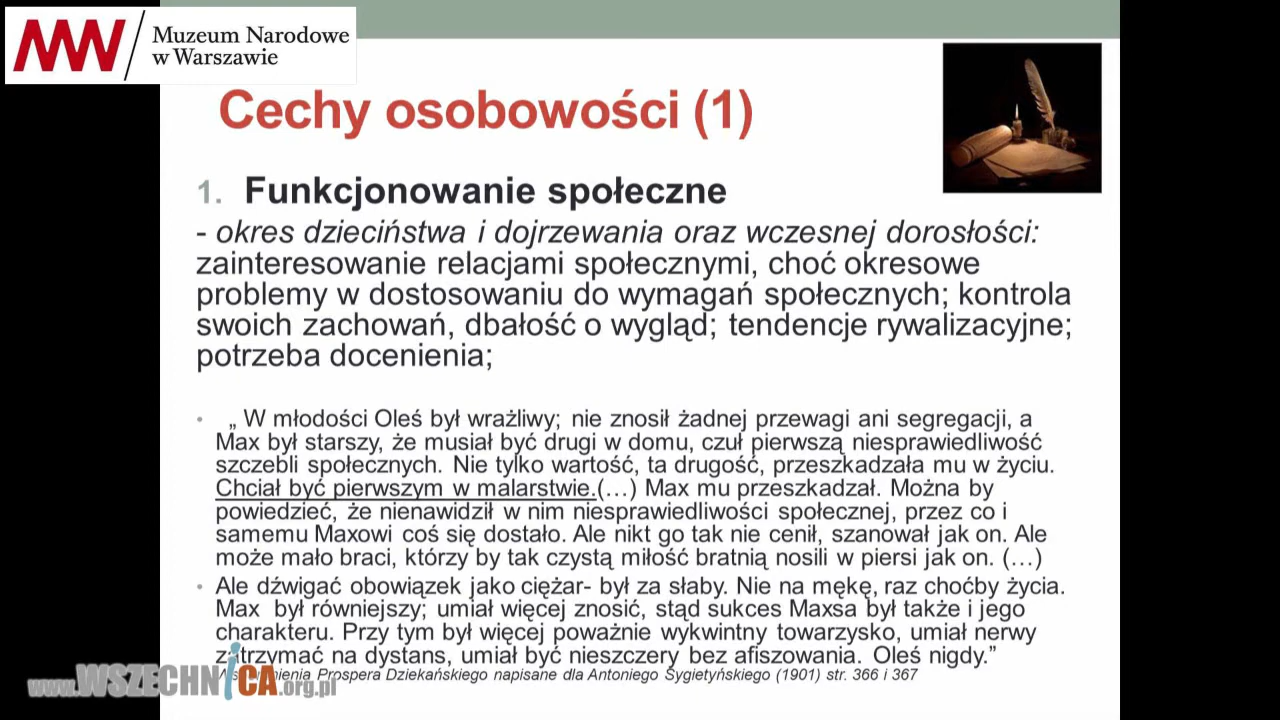 Muzeum Narodowe
w Warszawie
Cechy osobowości (1)
1. Funkcjonowanie społeczne
- okres dzieciństwa i dojrzewania oraz wczesnej dorosłości:
zainteresowanie relacjami społecznymi, choć okresowe
problemy w dostosowaniu do wymagań społecznych; kontrola
swoich zachowań, dbałość o wygląd; tendencje rywalizacyjne;
potrzeba docenienia;
• „ W młodości Oleś był wrażliwy; nie znosił żadnej przewagi ani segregacji, a
Max był starszy, że musiał być drugi w domu, czuł pierwszą niesprawiedliwość
szczebli społecznych. Nie tylko wartość, ta drugość, przeszkadzała mu w życiu.
Chciał być pierwszym w malarstwie.(…) Max mu przeszkadzał. Można by
powiedzieć, że nienawidził w nim niesprawiedliwości społecznej, przez co i
samemu Maxowi coś się dostało. Ale nikt go tak nie cenił, szanował jak on. Ale
może mało braci, którzy by tak czystą miłość bratnią nosili w piersi jak on. (…)
• Ale dźwigać obowiązek jako ciężar- był za słaby. Nie na mękę, raz choćby życia.
Max był równiejszy; umiał więcej znosić, stąd sukces Maxsa był także i jego
charakteru. Przy tym był więcej poważnie wykwintny towarzysko, umiał nerwy
zatrzymać na dystans, umiał być nieszczery bez afiszowania. Oleś nigdy.”
Prospera Dziekańskiego napisane dla Antoniego Sygietyńskiego (1901) str. 366 i 367
www.WSZECHNICA.org.pl